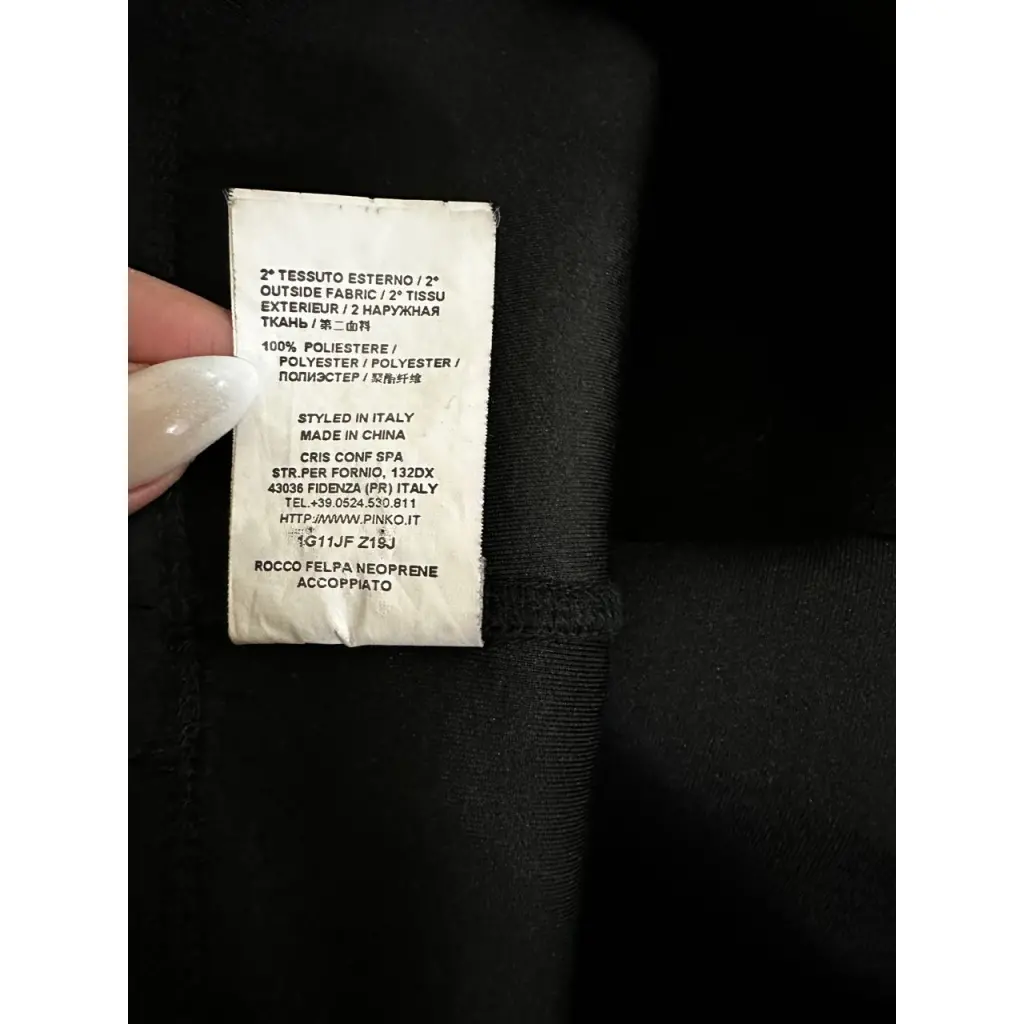 2° TESSUTO ESTERNO / 2°
OUTSIDE FABRIC / 2° TISSU
EXTERIEUR / 2 НАРУЖНАЯ
ТКАНЬ / 第二面料
100% POLIESTERE /
POLYESTER / POLYESTER /
ПОЛИЭСТЕР / 聚酯纤维
STYLED IN ITALY
MADE IN CHINA
CRIS CONF SPA
STR.PER FORNIO, 132DX
43036 FIDENZA (PR) ITALY
TEL.+39.0524.530.811
HTTP://WWW.PINKO.IT
1G11JF Z19J
ROCCO FELPA NEOPRENE
ACCOPPIATO